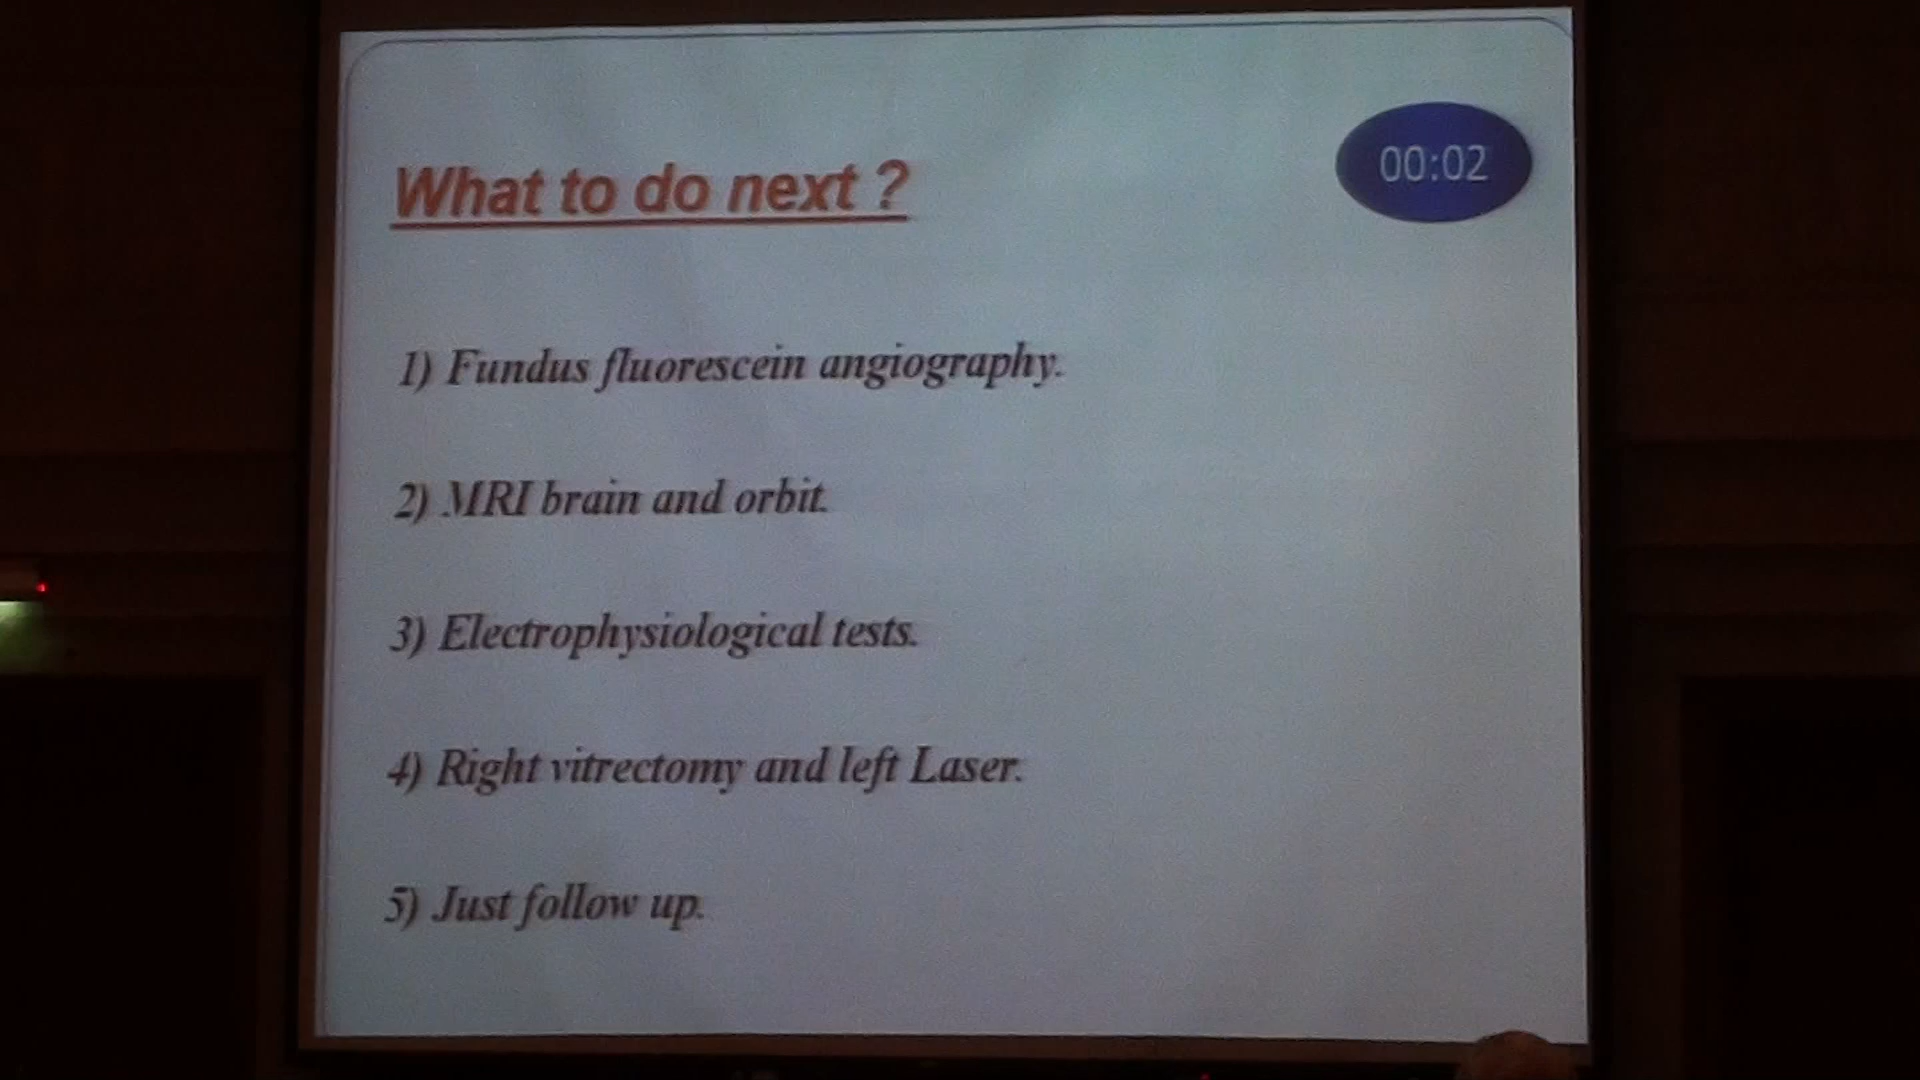 What to do next ?
00:02
1) Fundus fluorescein angiography.
2) MRI brain and orbit.
3) Electrophysiological tests.
4) Right vitrectomy and left Laser.
5) Just follow up.